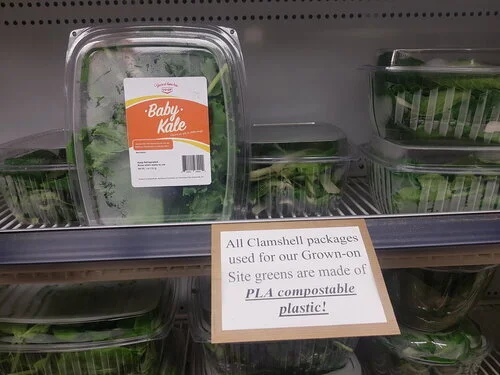 Baby
Kale
All Clamshell packages
used for our Grown-on
Site greens are made of
PLA compostable
plastic!